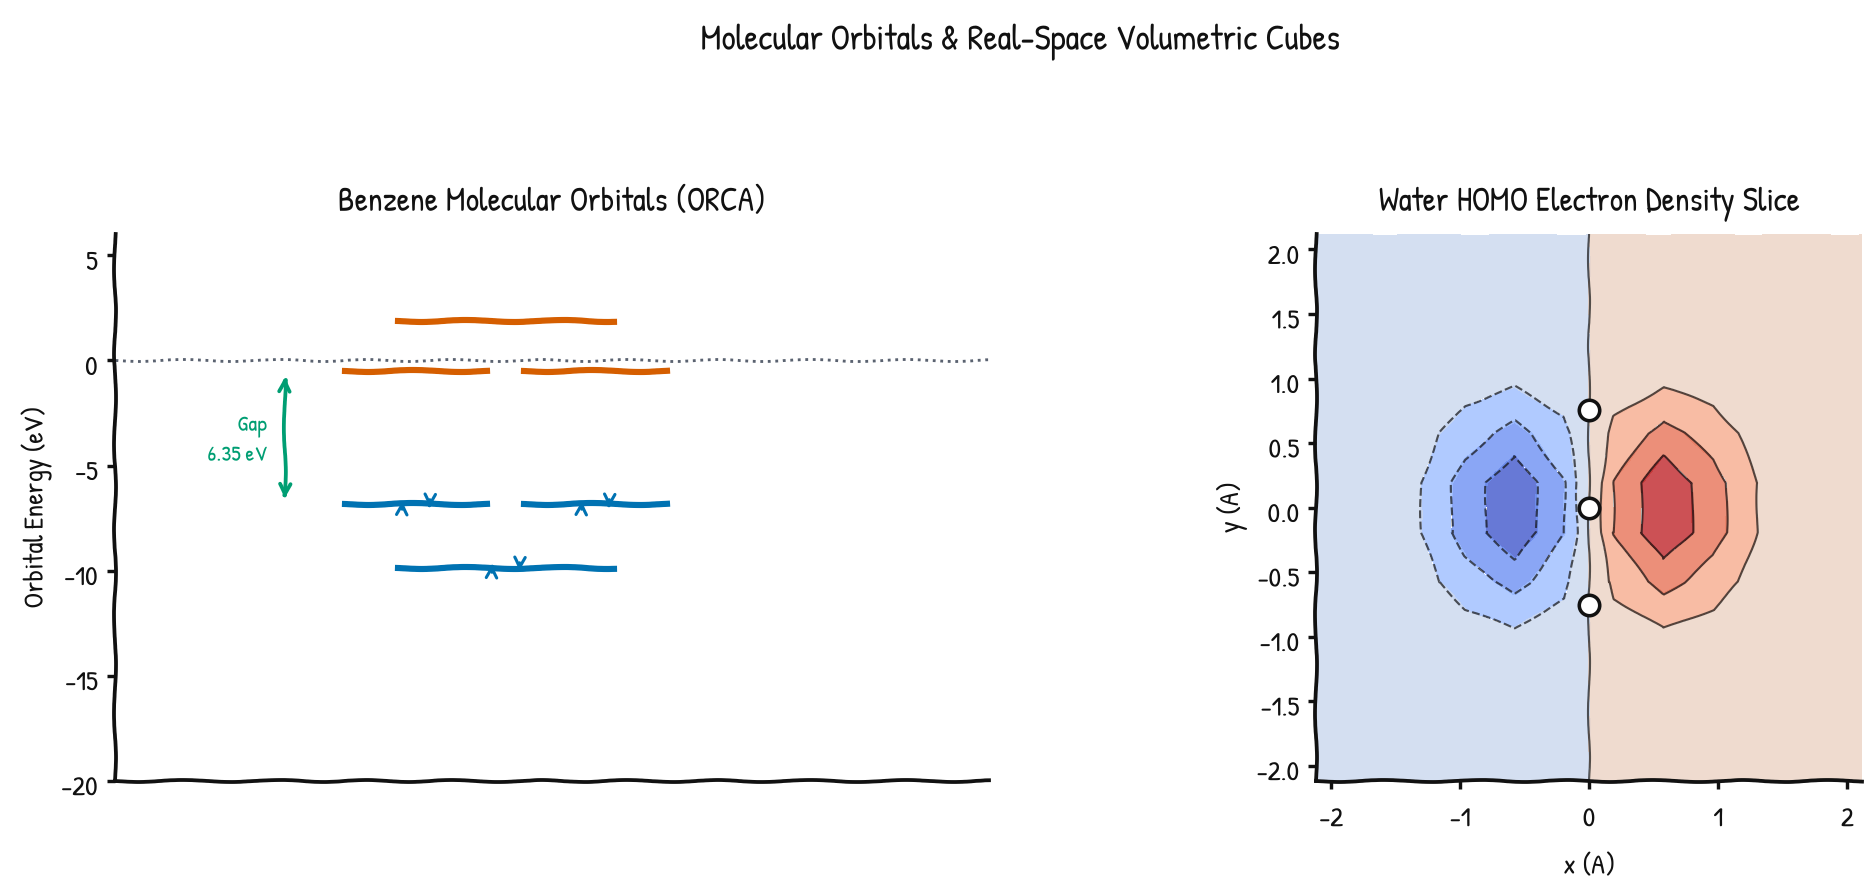 Molecular Orbitals & Real-Space Volumetric Cubes
Benzene Molecular Orbitals (ORCA)
Orbital Energy (eV)
5
0
−5
−10
−15
−20
Gap
6.35 eV
Water HOMO Electron Density Slice
y (A)
2.0
1.5
1.0
0.5
0.0
−0.5
−1.0
−1.5
−2.0
−2 −1 0 1 2
x (A)